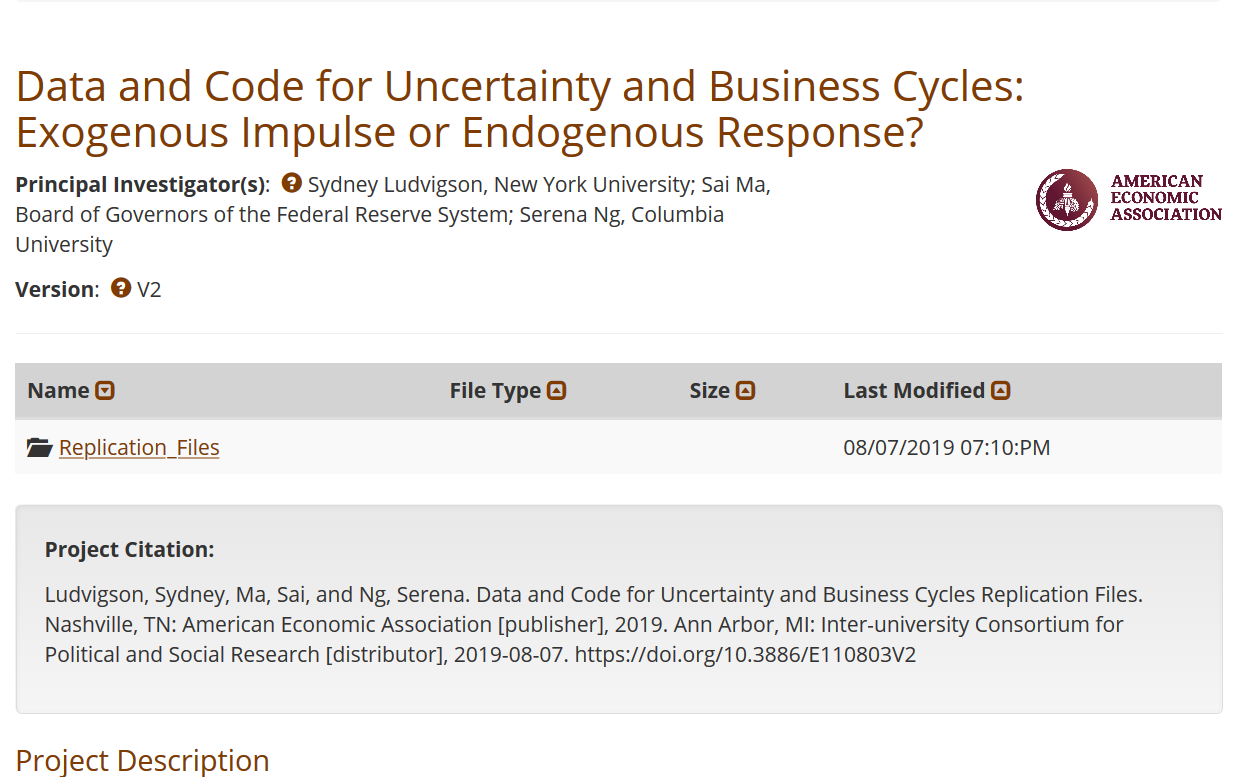 Data and Code for Uncertainty and Business Cycles:
Exogenous Impulse or Endogenous Response?
Principal Investigator(s): ? Sydney Ludvigson, New York University; Sai Ma,
Board of Governors of the Federal Reserve System; Serena Ng, Columbia
University
AMERICAN
ECONOMIC
ASSOCIATION
Version: ? V2
Name File Type Size Last Modified
Replication_Files 08/07/2019 07:10:PM
Project Citation:
Ludvigson, Sydney, Ma, Sai, and Ng, Serena. Data and Code for Uncertainty and Business Cycles Replication Files.
Nashville, TN: American Economic Association [publisher], 2019. Ann Arbor, MI: Inter-university Consortium for
Political and Social Research [distributor], 2019-08-07. https://doi.org/10.3886/E110803V2
Project Description